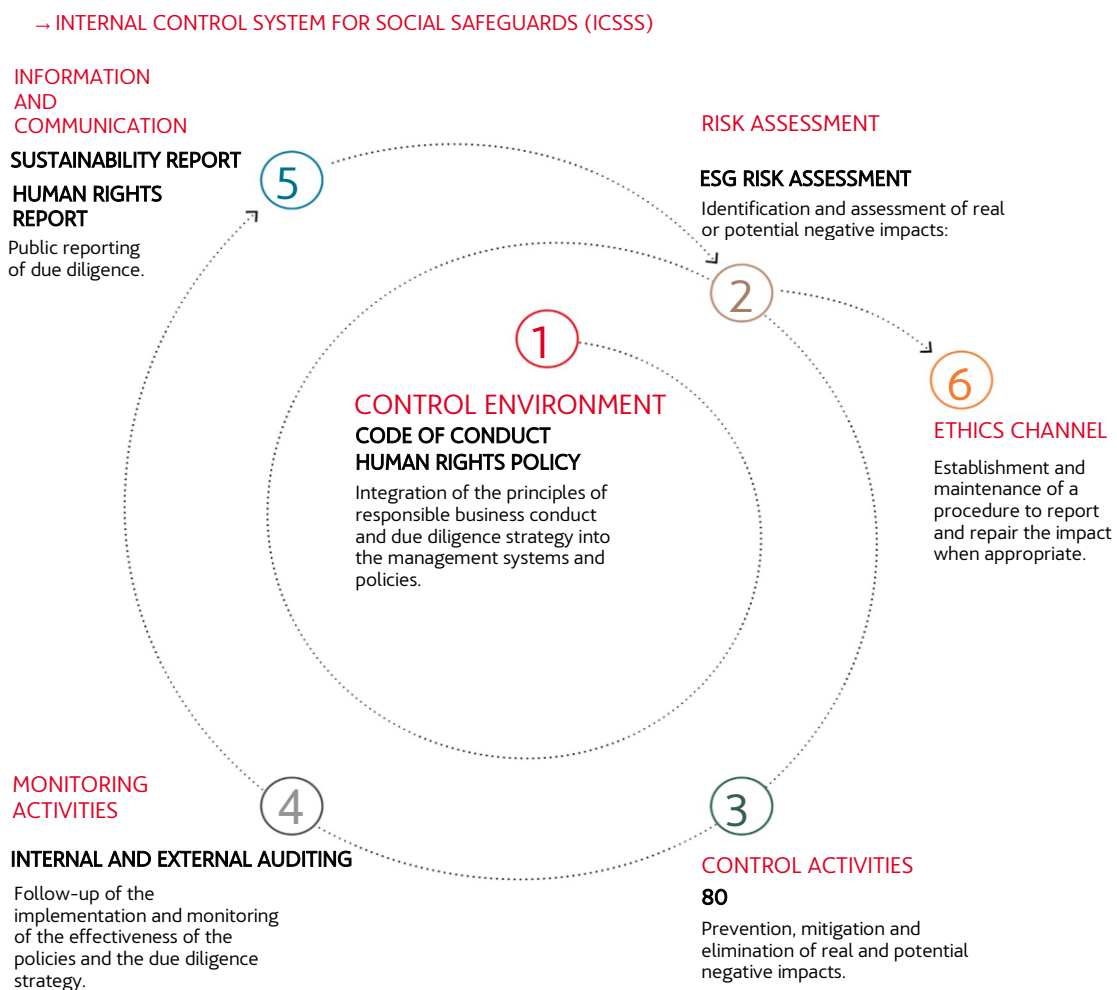 → INTERNAL CONTROL SYSTEM FOR SOCIAL SAFEGUARDS (ICSSS)
INFORMATION
AND
COMMUNICATION
SUSTAINABILITY REPORT
HUMAN RIGHTS
REPORT
Public reporting
of due diligence.
5
RISK ASSESSMENT
ESG RISK ASSESSMENT
Identification and assessment of real
or potential negative impacts:
2
1
CONTROL ENVIRONMENT
CODE OF CONDUCT
HUMAN RIGHTS POLICY
Integration of the principles of
responsible business conduct
and due diligence strategy into
the management systems and
policies.
6
ETHICS CHANNEL
Establishment and
maintenance of a
procedure to report
and repair the impact
when appropriate.
MONITORING
ACTIVITIES
4
INTERNAL AND EXTERNAL AUDITING
Follow-up of the
implementation and monitoring
of the effectiveness of the
policies and the due diligence
strategy.
3
CONTROL ACTIVITIES
80
Prevention, mitigation and
elimination of real and potential
negative impacts.